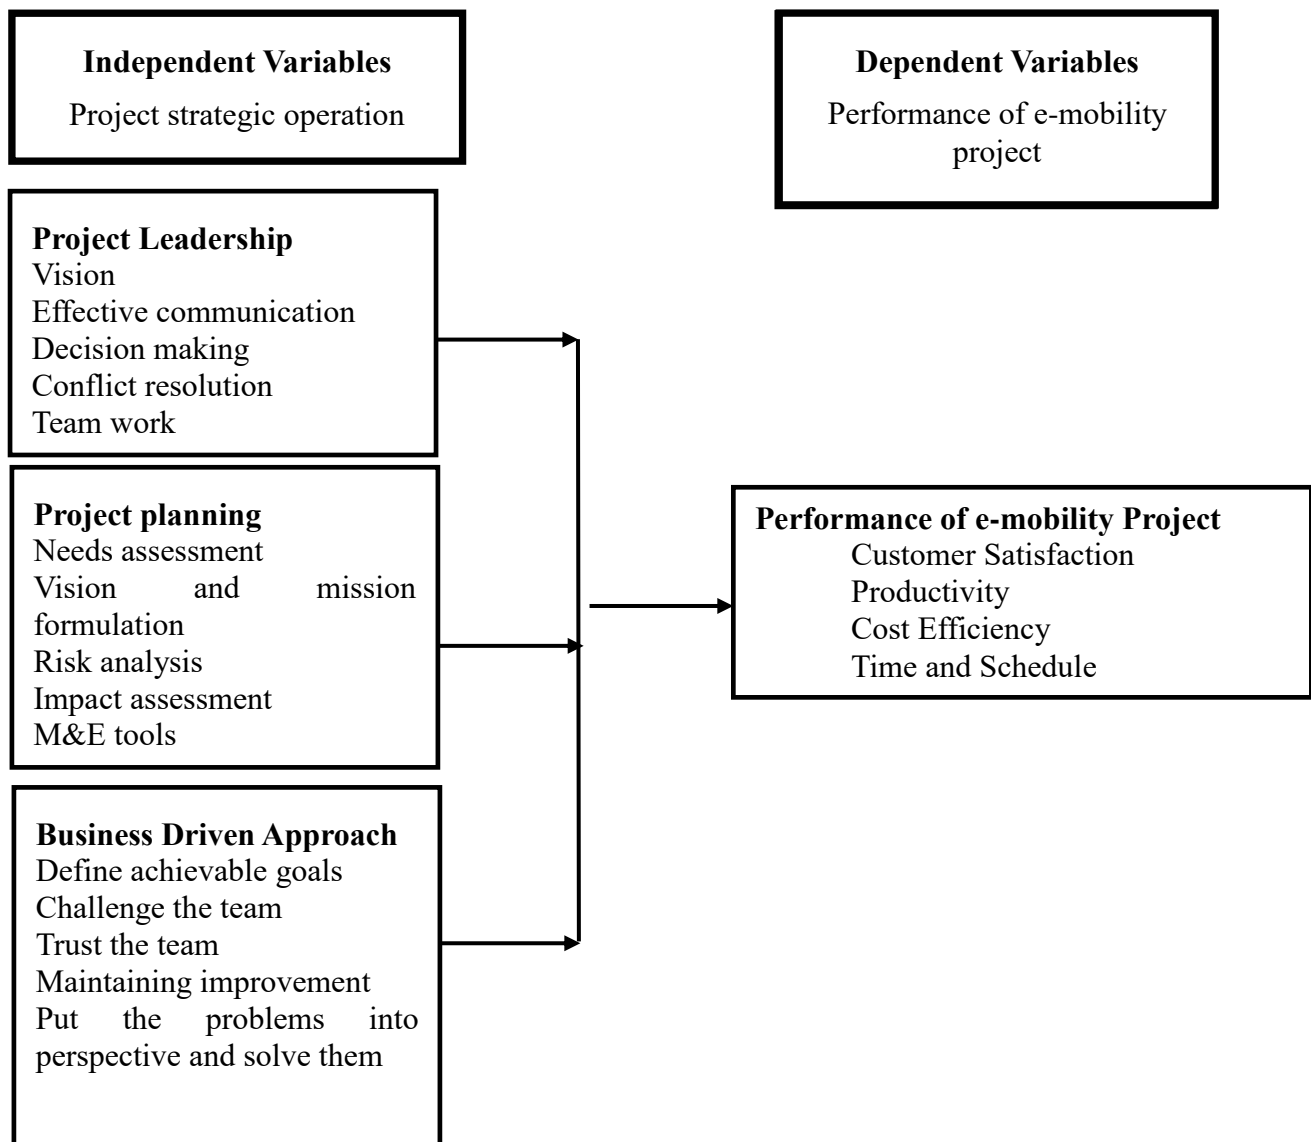 Independent Variables
Project strategic operation
Dependent Variables
Performance of e-mobility
project
Project Leadership
Vision
Effective communication
Decision making
Conflict resolution
Team work
Project planning
Needs assessment
Vision and mission
formulation
Risk analysis
Impact assessment
M&E tools
Business Driven Approach
Define achievable goals
Challenge the team
Trust the team
Maintaining improvement
Put the problems into
perspective and solve them
Performance of e-mobility Project
Customer Satisfaction
Productivity
Cost Efficiency
Time and Schedule